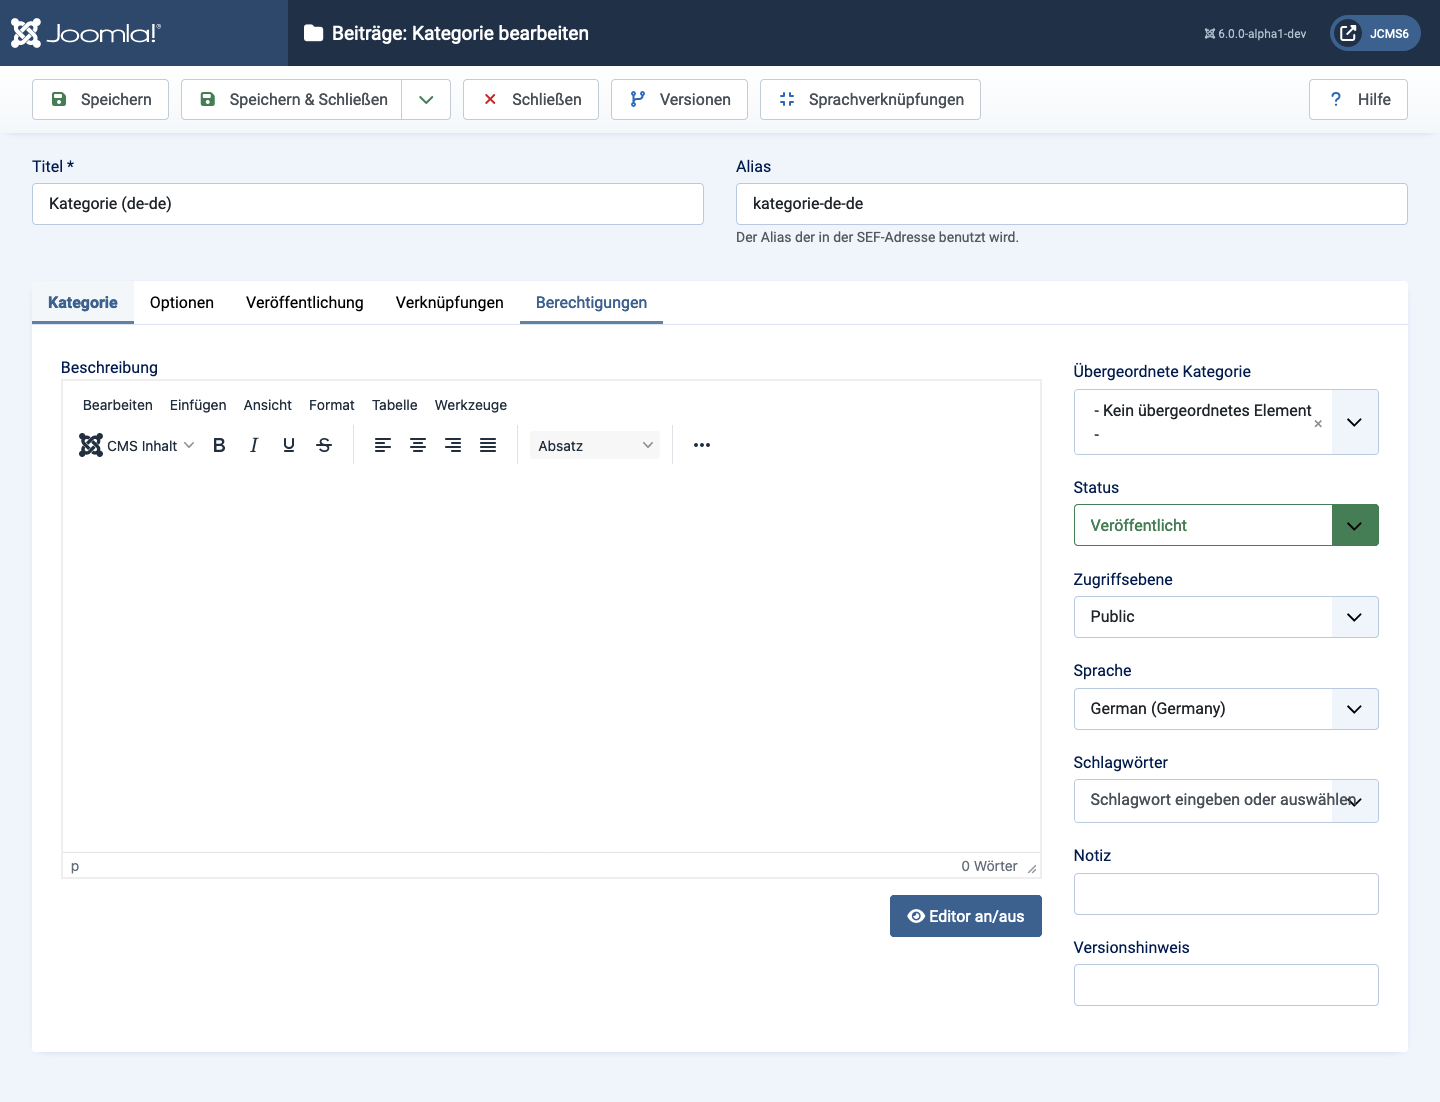 Joomla!®
Beiträge: Kategorie bearbeiten
6.0.0-alpha1-dev
JCMS6
Speichern
Speichern & Schließen
Schließen
Versionen
Sprachverknüpfungen
? Hilfe
Titel *
Kategorie (de-de)
Alias
kategorie-de-de
Der Alias der in der SEF-Adresse benutzt wird.
Kategorie
Optionen
Veröffentlichung
Verknüpfungen
Berechtigungen
Beschreibung
Bearbeiten
Einfügen
Ansicht
Format
Tabelle
Werkzeuge
CMS Inhalt
B
I
U
S
Absatz
p
0 Wörter
Editor an/aus
Übergeordnete Kategorie
- Kein übergeordnetes Element
-
×
Status
Veröffentlicht
Zugriffsebene
Public
Sprache
German (Germany)
Schlagwörter
Schlagwort eingeben oder auswählen
Notiz
Versionshinweis